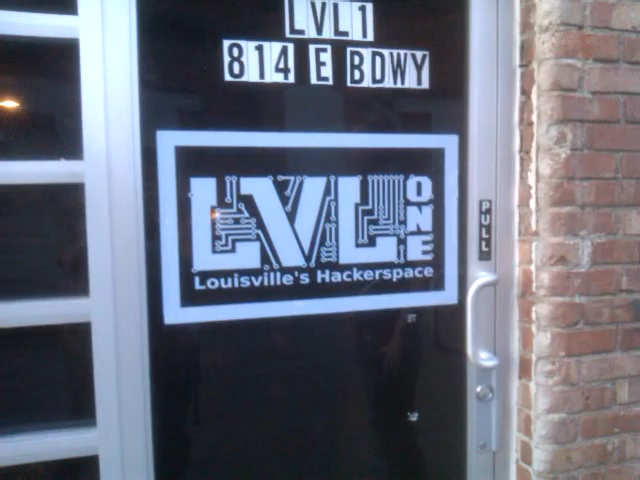 LVL1
814 E BDWY
LVL ONE
Louisville's Hackerspace
PULL